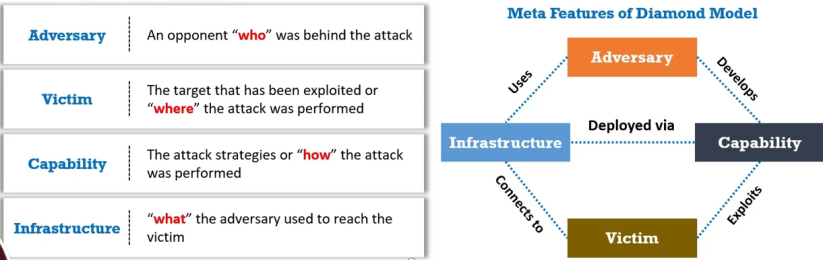 Adversary
An opponent “who” was behind the attack
Victim
The target that has been exploited or
“where” the attack was performed
Capability
The attack strategies or “how” the attack
was performed
Infrastructure
“what” the adversary used to reach the
victim
Meta Features of Diamond Model
Adversary
Uses
Develops
Infrastructure
Deployed via
Capability
Connects to
Exploits
Victim